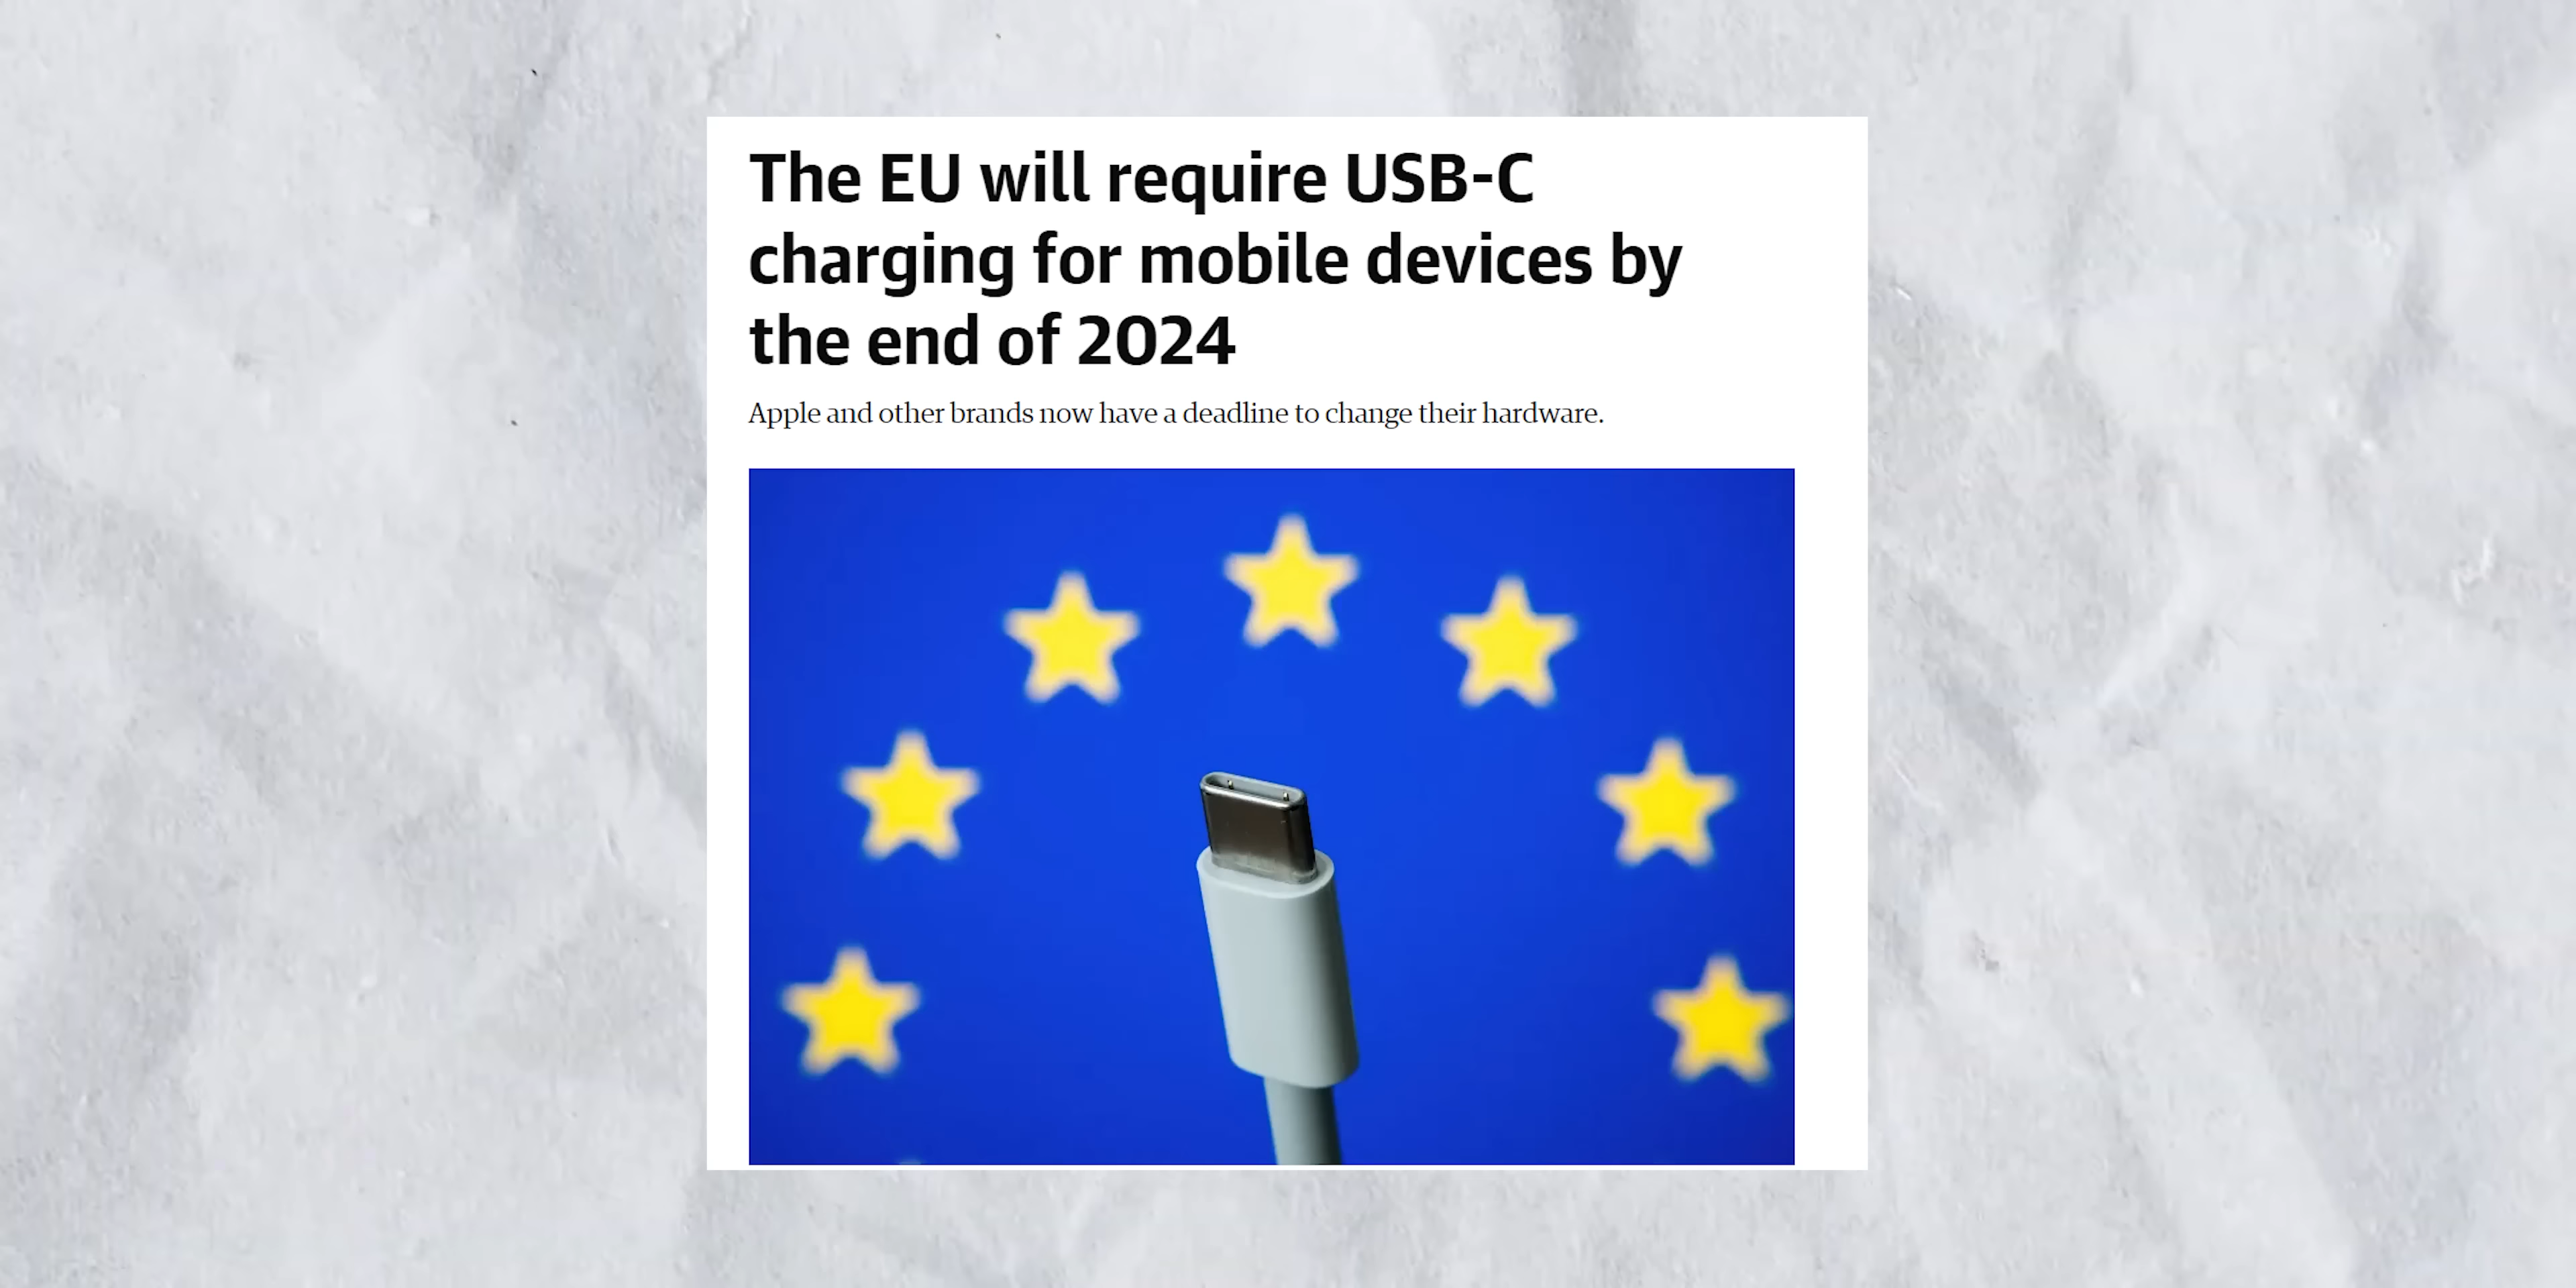 The EU will require USB-C
charging for mobile devices by
the end of 2024
Apple and other brands now have a deadline to change their hardware.